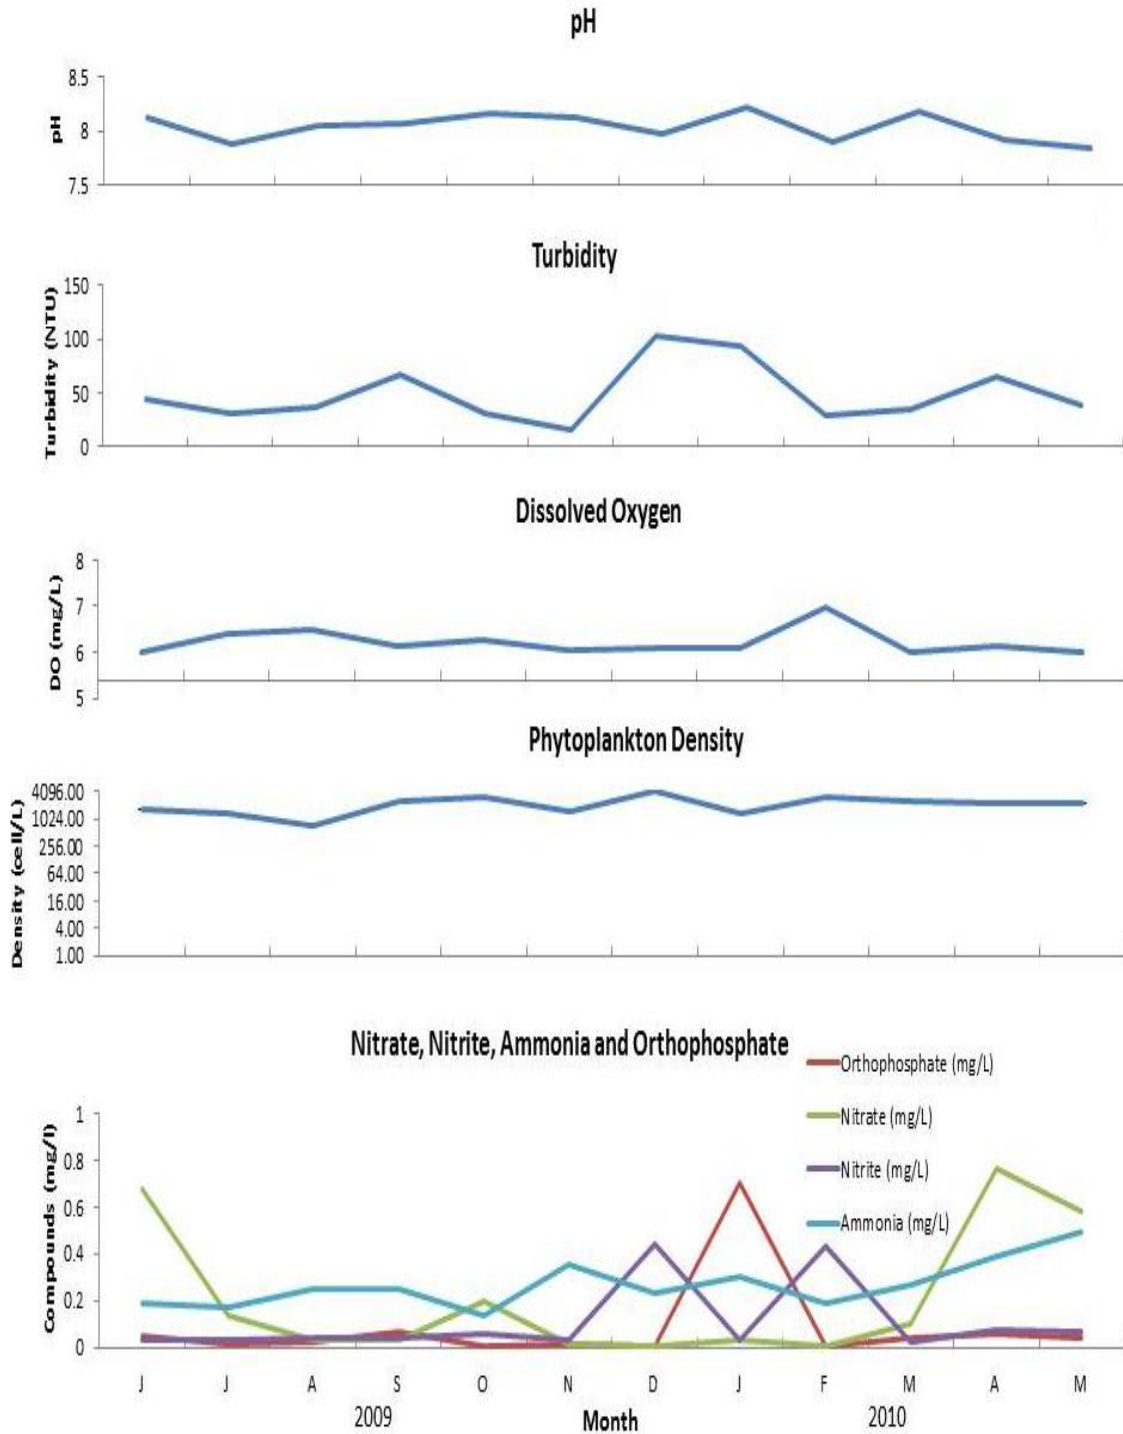 pH
8.5
8
7.5
pH
Turbidity
150
100
50
0
Turbidity (NTU)
Dissolved Oxygen
8
7
6
5
DO (mg/L)
Phytoplankton Density
4096.00
1024.00
256.00
64.00
16.00
4.00
1.00
Density (cell/L)
Nitrate, Nitrite, Ammonia and Orthophosphate
Orthophosphate (mg/L)
Nitrate (mg/L)
Nitrite (mg/L)
Ammonia (mg/L)
1
0.8
0.6
0.4
0.2
0
Compounds (mg/l)
J J A S O N D J F M A M
2009 Month 2010